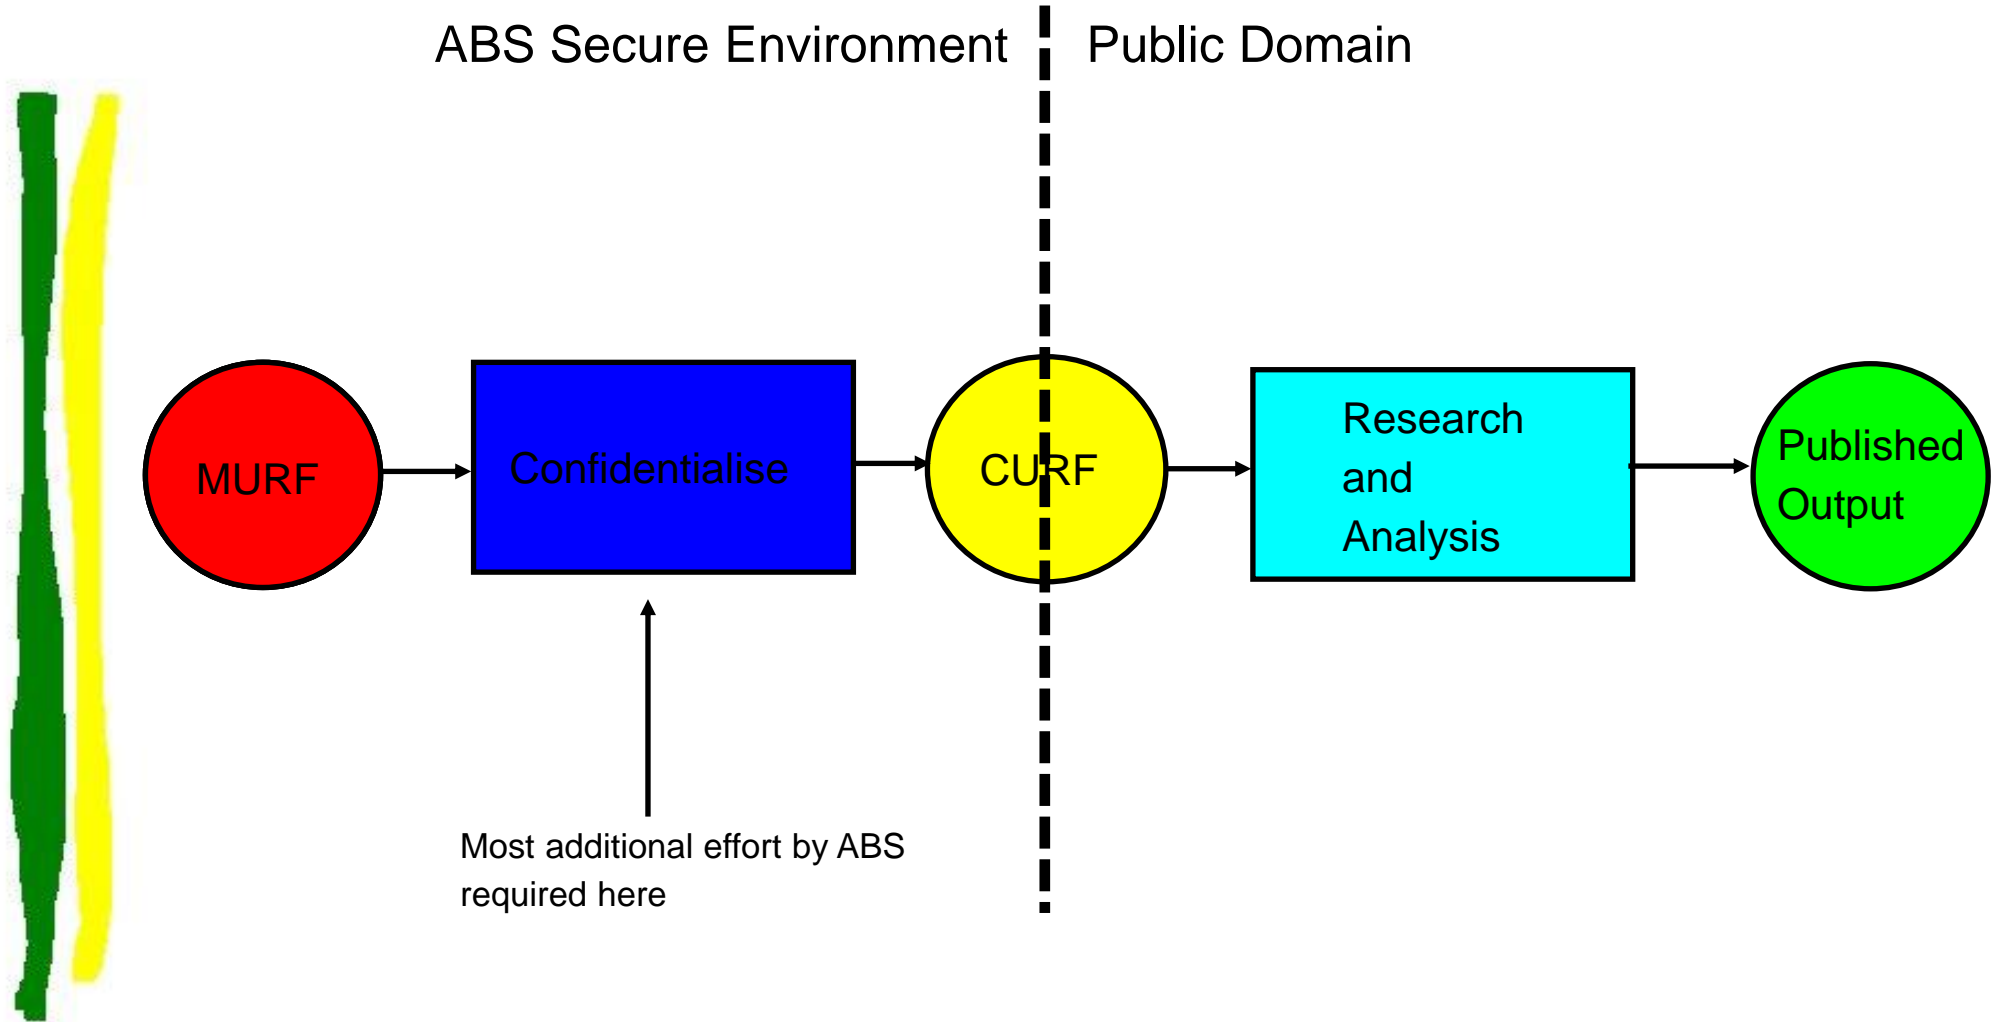 ABS Secure Environment
Public Domain
MURF
Confidentialise
CURF
Research
and
Analysis
Published
Output
Most additional effort by ABS
required here